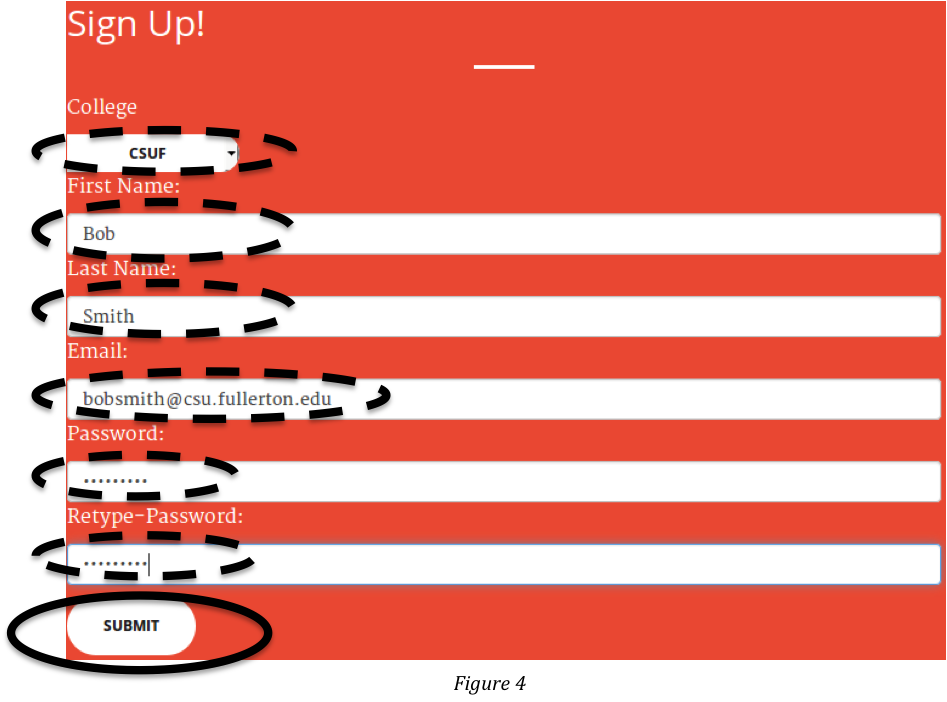 Sign Up!
College
CSUF
First Name:
Bob
Last Name:
Smith
Email:
bobsmith@csu.fullerton.edu
Password:
•••••••••
Retype-Password:
•••••••••
SUBMIT
Figure 4